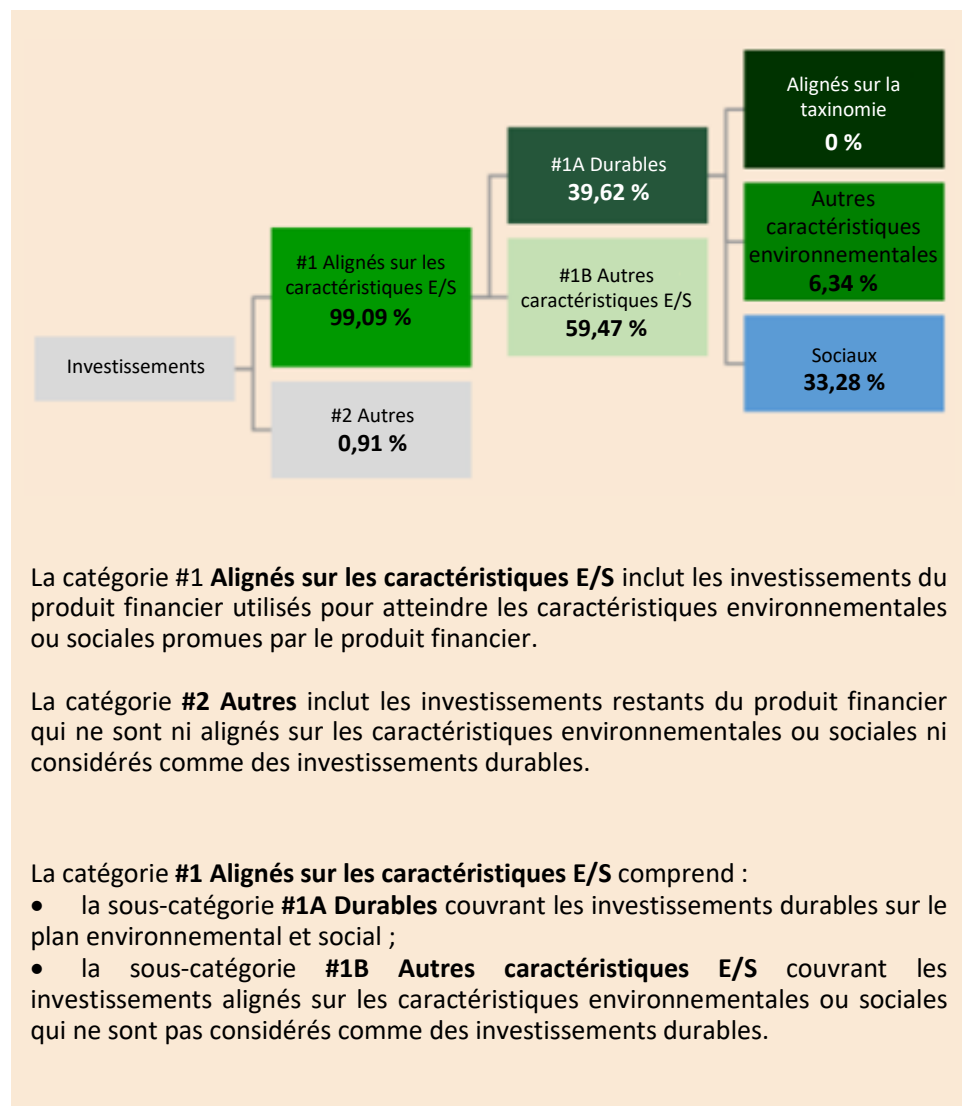 Alignés sur la
taxinomie
0 %
#1A Durables
39,62 %
Autres
caractéristiques
environnementales
6,34 %
#1 Alignés sur les
caractéristiques E/S
99,09 %
#1B Autres
caractéristiques E/S
59,47 %
Investissements
Sociaux
33,28 %
#2 Autres
0,91 %
La catégorie #1 Alignés sur les caractéristiques E/S inclut les investissements du
produit financier utilisés pour atteindre les caractéristiques environnementales
ou sociales promues par le produit financier.
La catégorie #2 Autres inclut les investissements restants du produit financier
qui ne sont ni alignés sur les caractéristiques environnementales ou sociales ni
considérés comme des investissements durables.
La catégorie #1 Alignés sur les caractéristiques E/S comprend :
• la sous-catégorie #1A Durables couvrant les investissements durables sur le
plan environnemental et social ;
• la sous-catégorie #1B Autres caractéristiques E/S couvrant les
investissements alignés sur les caractéristiques environnementales ou sociales
qui ne sont pas considérés comme des investissements durables.